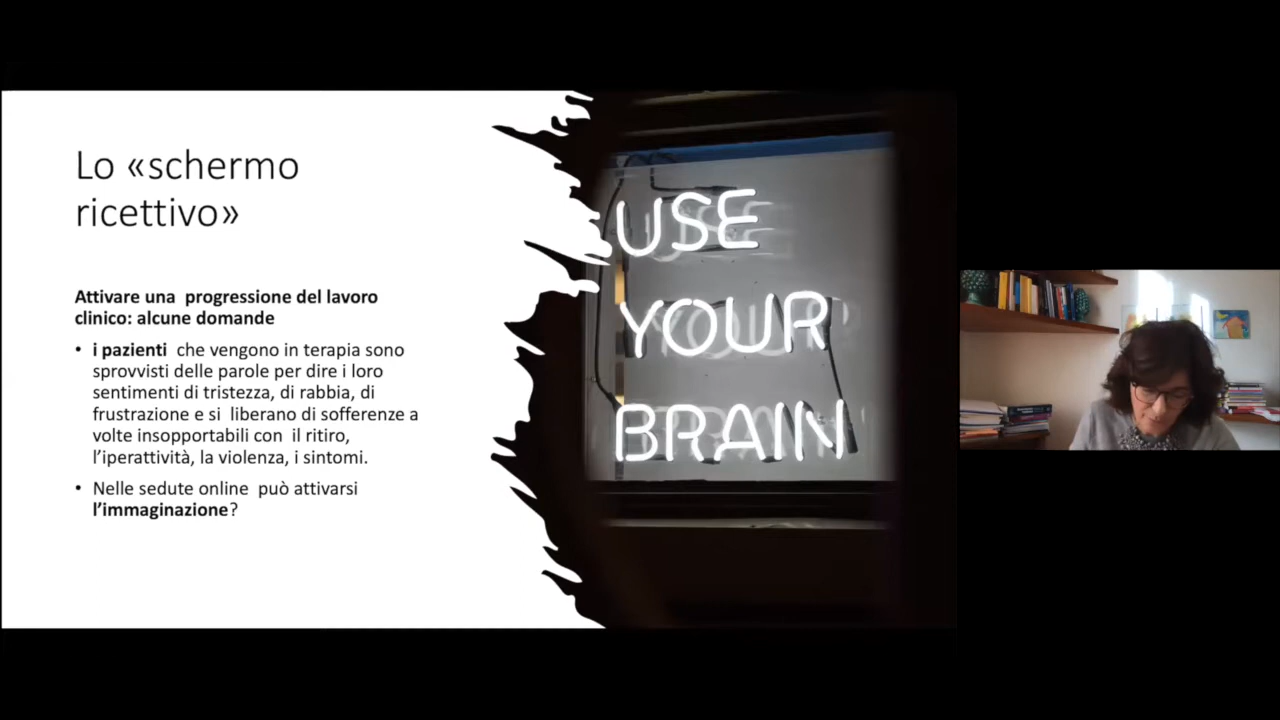 Lo «schermo
ricettivo»
Attivare una progressione del lavoro
clinico: alcune domande
• i pazienti che vengono in terapia sono
sprovvisti delle parole per dire i loro
sentimenti di tristezza, di rabbia, di
frustrazione e si liberano di sofferenze a
volte insopportabili con il ritiro,
l’iperattività, la violenza, i sintomi.
• Nelle sedute online può attivarsi
l’immaginazione?
USE
YOUR
BRAIN